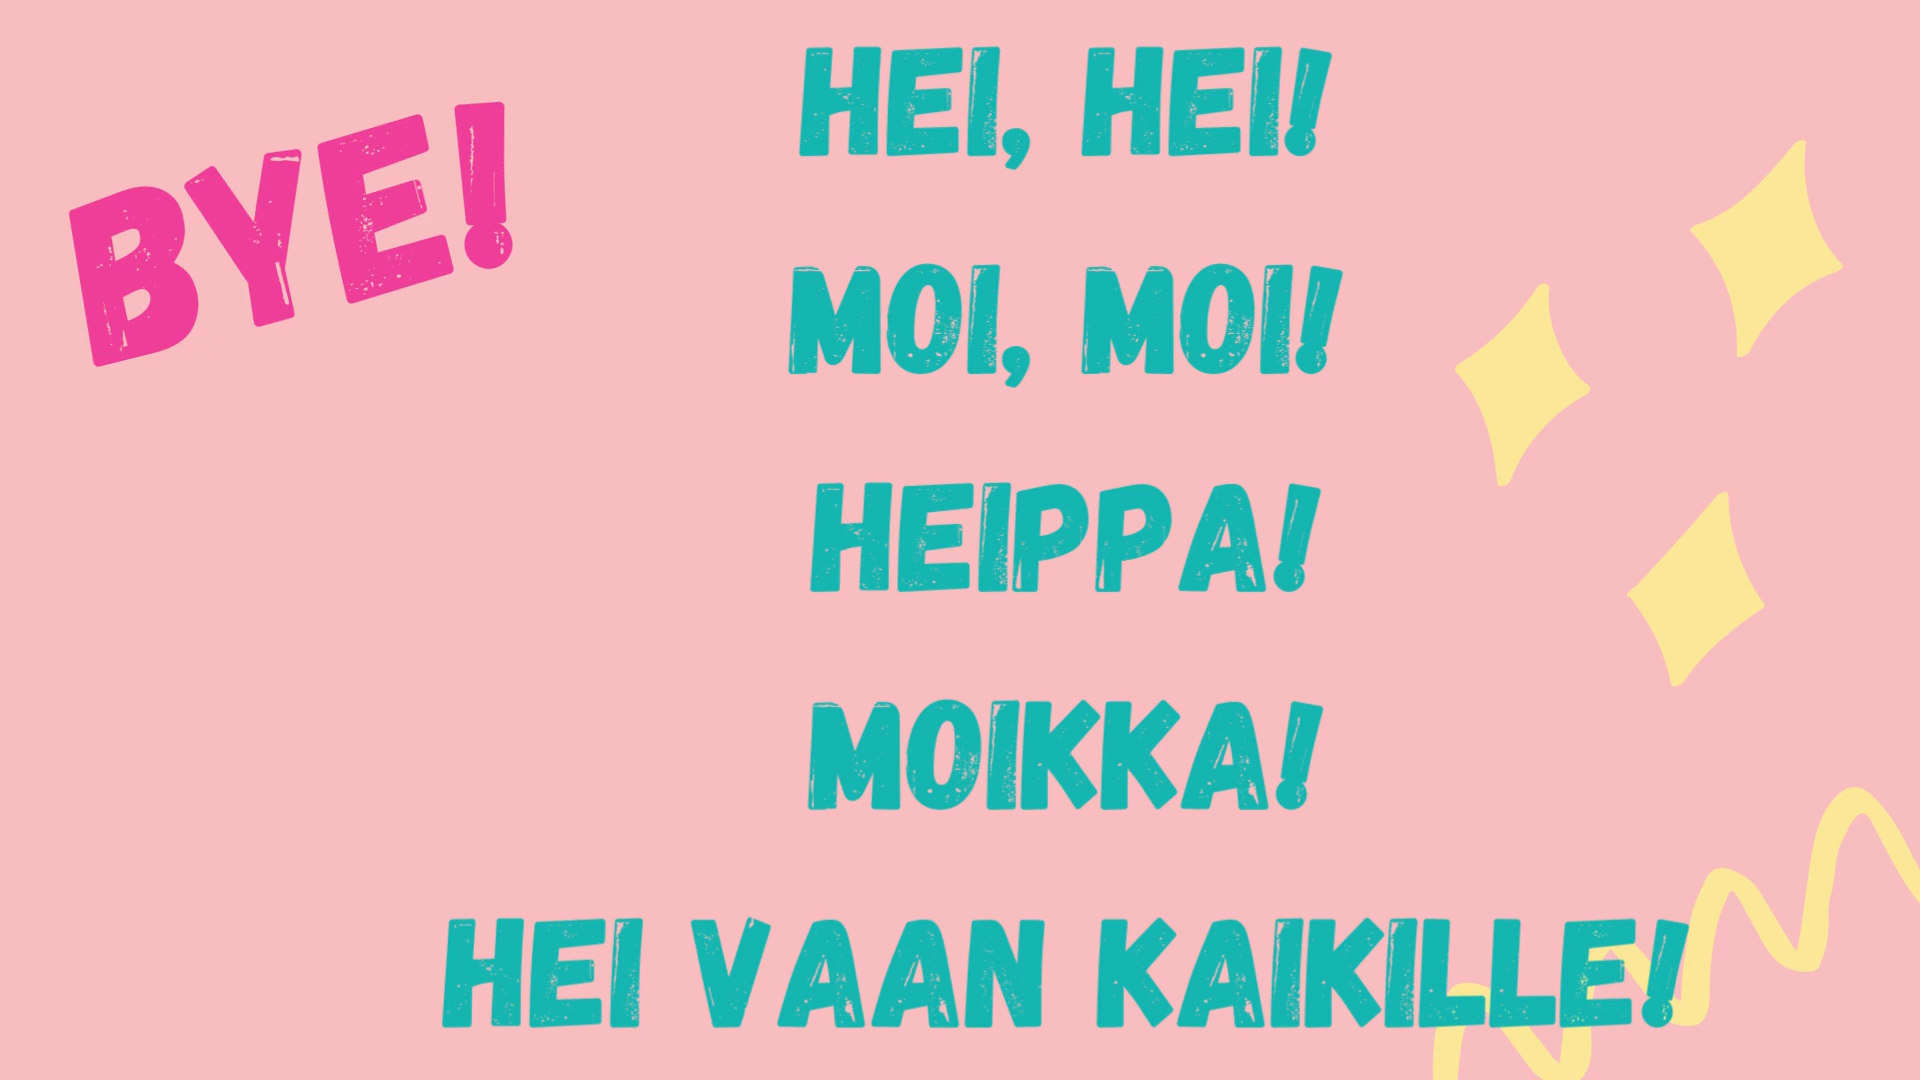 BYE!
HEI, HEI!
MOI, MOI!
HEIPPA!
MOIKKA!
HEI VAAN KAIKILLE!